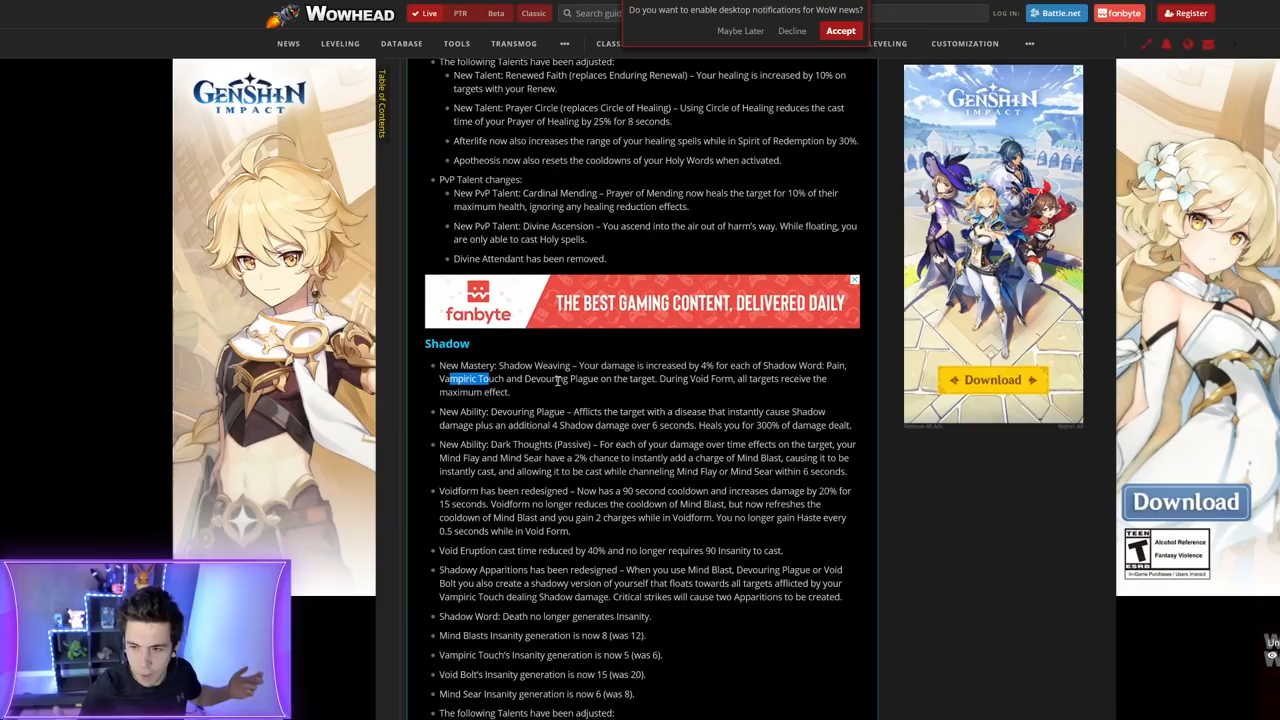 Do you want to enable desktop notifications for WoW news?
Maybe Later Decline Accept
WOWHEAD
Live PTR Beta Classic
Search guid
LOG IN: Battle.net fanbyte Register
NEWS LEVELING DATABASE TOOLS TRANSMOG ••• CLASS
LEVELING CUSTOMIZATION •••
Table of Contents
GENSHIN
IMPACT
The following Talents have been adjusted:
New Talent: Renewed Faith (replaces Enduring Renewal) – Your healing is increased by 10% on
targets with your Renew.
New Talent: Prayer Circle (replaces Circle of Healing) – Using Circle of Healing reduces the cast
time of your Prayer of Healing by 25% for 8 seconds.
Afterlife now also increases the range of your healing spells while in Spirit of Redemption by 30%.
Apotheosis now also resets the cooldowns of your Holy Words when activated.
PvP Talent changes:
New PvP Talent: Cardinal Mending – Prayer of Mending now heals the target for 10% of their
maximum health, ignoring any healing reduction effects.
New PvP Talent: Divine Ascension – You ascend into the air out of harm's way. While floating, you
are only able to cast Holy spells.
Divine Attendant has been removed.
fanbyte
THE BEST GAMING CONTENT, DELIVERED DAILY
Shadow
New Mastery: Shadow Weaving – Your damage is increased by 4% for each of Shadow Word: Pain,
Vampiric Touch and Devouring Plague on the target. During Void Form, all targets receive the
maximum effect.
New Ability: Devouring Plague – Afflicts the target with a disease that instantly cause Shadow
damage plus an additional 4 Shadow damage over 6 seconds. Heals you for 300% of damage dealt.
New Ability: Dark Thoughts (Passive) – For each of your damage over time effects on the target, your
Mind Flay and Mind Sear have a 2% chance to instantly add a charge of Mind Blast, causing it to be
instantly cast, and allowing it to be cast while channeling Mind Flay or Mind Sear within 6 seconds.
Voidform has been redesigned – Now has a 90 second cooldown and increases damage by 20% for
15 seconds. Voidform no longer reduces the cooldown of Mind Blast, but now refreshes the
cooldown of Mind Blast and you gain 2 charges while in Voidform. You no longer gain Haste every
0.5 seconds while in Void Form.
Void Eruption cast time reduced by 40% and no longer requires 90 Insanity to cast.
Shadowy Apparitions has been redesigned – When you use Mind Blast, Devouring Plague or Void
Bolt you also create a shadowy version of yourself that floats towards all targets afflicted by your
Vampiric Touch dealing Shadow damage. Critical strikes will cause two Apparitions to be created.
Shadow Word: Death no longer generates Insanity.
Mind Blasts Insanity generation is now 8 (was 12).
Vampiric Touch's Insanity generation is now 5 (was 6).
Void Bolt's Insanity generation is now 15 (was 20).
Mind Sear Insanity generation is now 6 (was 8).
The following Talents have been adjusted:
GENSHIN
IMPACT
Download
Download
TEEN
T
ESRB
Alcohol Reference
Fantasy Violence
In-Game Purchases / Users Interact
Un